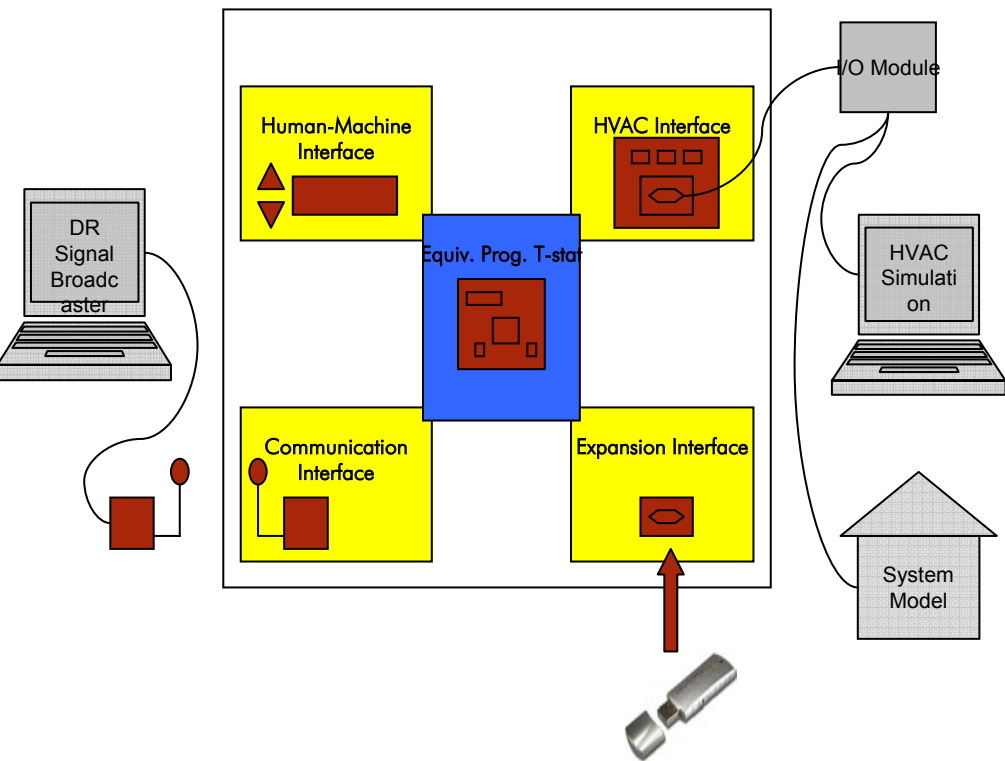 Human-Machine
Interface
HVAC Interface
I/O Module
DR
Signal
Broadc
aster
Equiv. Prog. T-stat
HVAC
Simulati
on
Communication
Interface
Expansion Interface
System
Model